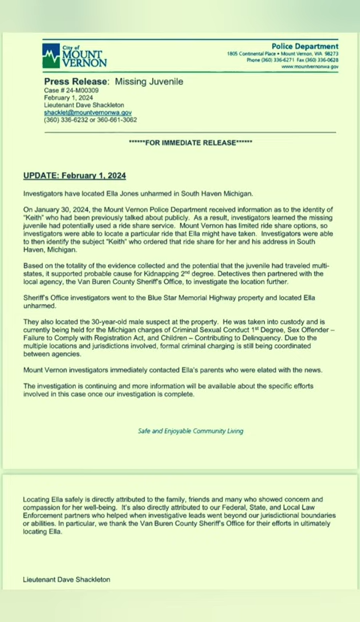 City of
MOUNT
VERNON
Police Department
1805 Continental Place • Mount Vernon, WA 98273
Phone (360) 336-6271 Fax (360) 336-0628
www.mountvernonwa.gov
Press Release: Missing Juvenile
Case # 24-M00309
February 1, 2024
Lieutenant Dave Shackleton
shacklet@mountvernonwa.gov
(360) 336-6232 or 360-661-3062
******FOR IMMEDIATE RELEASE******
UPDATE: February 1, 2024
Investigators have located Ella Jones unharmed in South Haven Michigan.
On January 30, 2024, the Mount Vernon Police Department received information as to the identity of
“Keith” who had been previously talked about publicly. As a result, investigators learned the missing
juvenile had potentially used a ride share service. Mount Vernon has limited ride share options, so
investigators were able to locate a particular ride that Ella might have taken. Investigators were able
to then identify the subject “Keith” who ordered that ride share for her and his address in South
Haven, Michigan.
Based on the totality of the evidence collected and the potential that the juvenile had traveled multi-
states, it supported probable cause for Kidnapping 2nd degree. Detectives then partnered with the
local agency, the Van Buren County Sheriff’s Office, to investigate the location further.
Sheriff’s Office investigators went to the Blue Star Memorial Highway property and located Ella
unharmed.
They also located the 30-year-old male suspect at the property. He was taken into custody and is
currently being held for the Michigan charges of Criminal Sexual Conduct 1st Degree, Sex Offender –
Failure to Comply with Registration Act, and Children – Contributing to Delinquency. Due to the
multiple locations and jurisdictions involved, formal criminal charging is still being coordinated
between agencies.
Mount Vernon investigators immediately contacted Ella’s parents who were elated with the news.
The investigation is continuing and more information will be available about the specific efforts
involved in this case once our investigation is complete.
Safe and Enjoyable Community Living
Locating Ella safely is directly attributed to the family, friends and many who showed concern and
compassion for her well-being. It’s also directly attributed to our Federal, State, and Local Law
Enforcement partners who helped when investigative leads went beyond our jurisdictional boundaries
or abilities. In particular, we thank the Van Buren County Sheriff’s Office for their efforts in ultimately
locating Ella.
Lieutenant Dave Shackleton